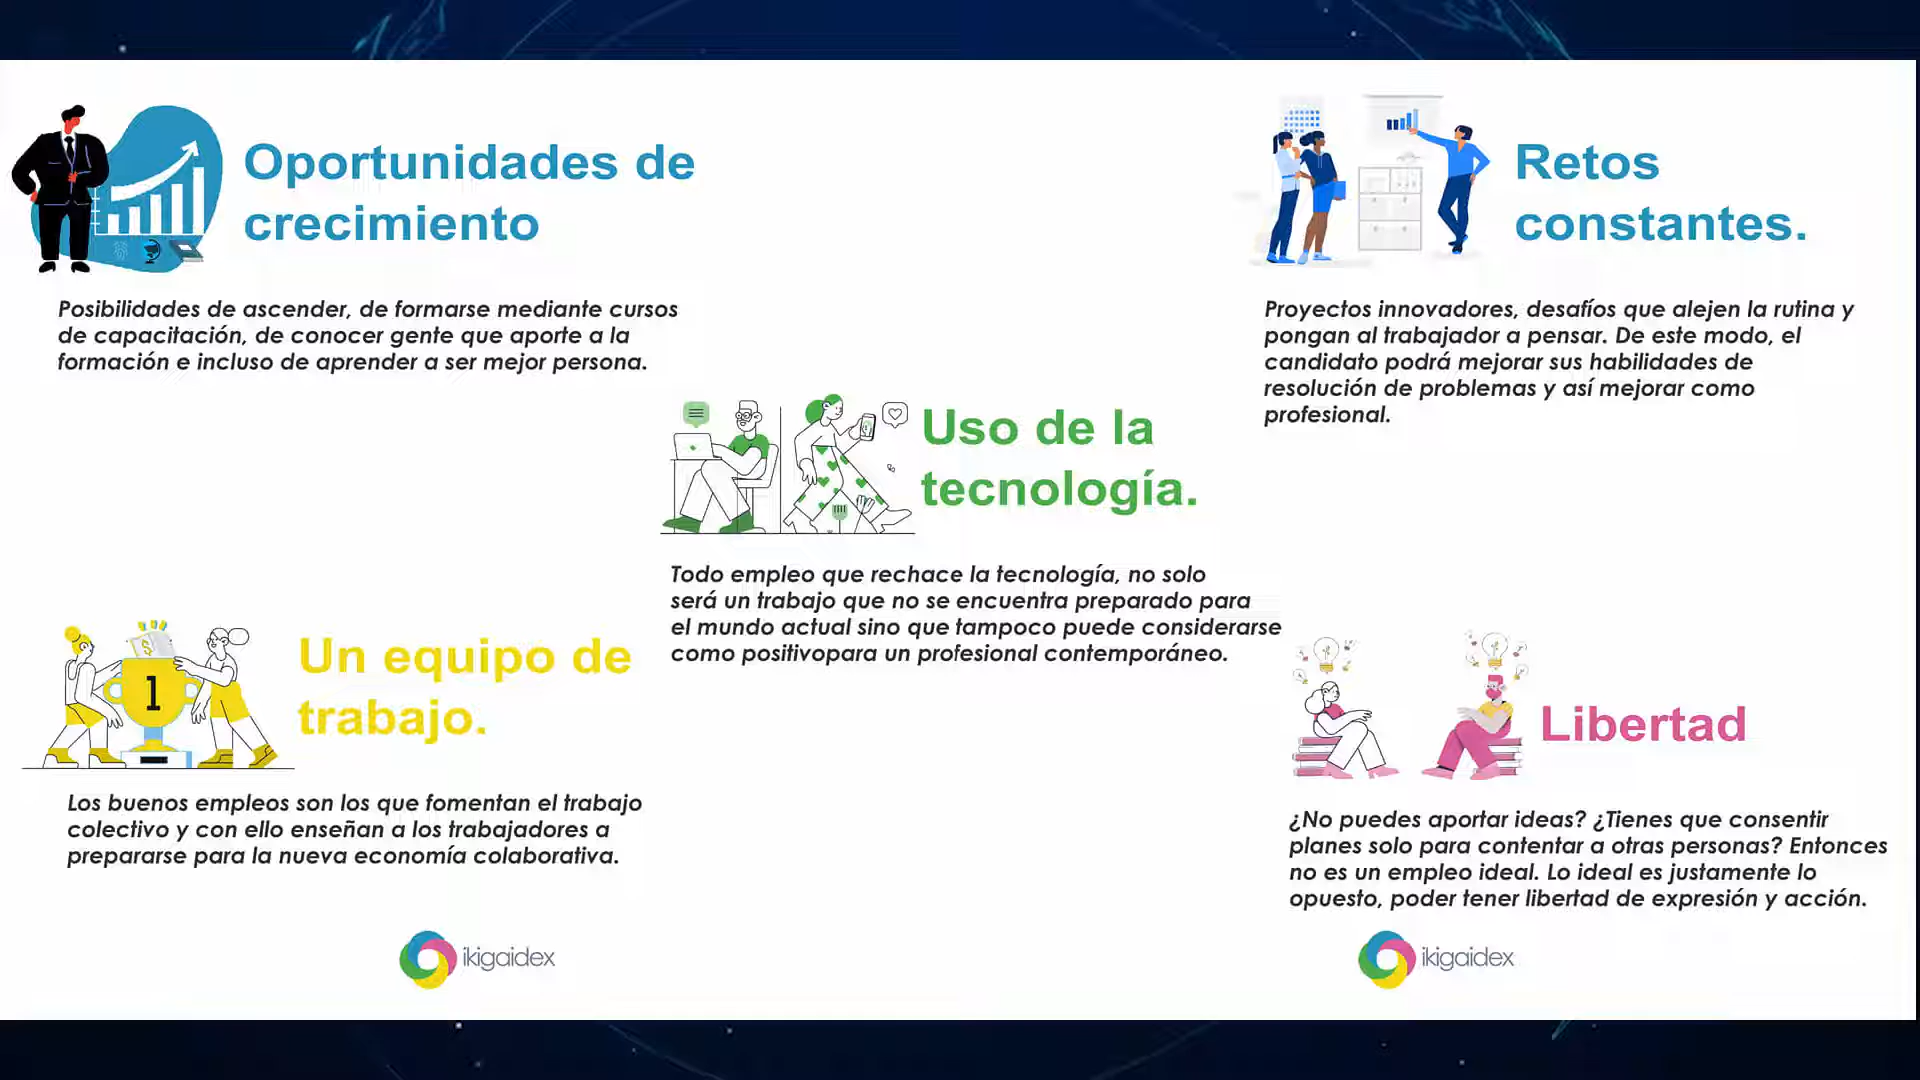 Oportunidades de
crecimiento
Posibilidades de ascender, de formarse mediante cursos
de capacitación, de conocer gente que aporte a la
formación e incluso de aprender a ser mejor persona.
Retos
constantes.
Proyectos innovadores, desafíos que alejen la rutina y
pongan al trabajador a pensar. De este modo, el
candidato podrá mejorar sus habilidades de
resolución de problemas y así mejorar como
profesional.
Uso de la
tecnología.
Todo empleo que rechace la tecnología, no solo
será un trabajo que no se encuentra preparado para
el mundo actual sino que tampoco puede considerarse
como positivopara un profesional contemporáneo.
1
$
Un equipo de
trabajo.
Los buenos empleos son los que fomentan el trabajo
colectivo y con ello enseñan a los trabajadores a
prepararse para la nueva economía colaborativa.
Libertad
¿No puedes aportar ideas? ¿Tienes que consentir
planes solo para contentar a otras personas? Entonces
no es un empleo ideal. Lo ideal es justamente lo
opuesto, poder tener libertad de expresión y acción.
ikigaidex
ikigaidex